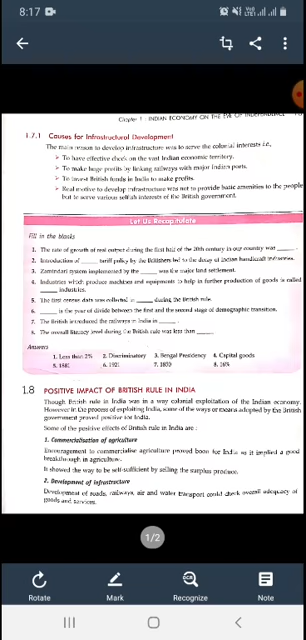 8:17
Chapter 1 : INDIAN ECONOMY ON THE EVE OF INDEPENDENCE
1.7.1 Causes for Infrastructural Development
The main reason to develop infrastructure was to serve the colonial interests i.e,
➢ To have effective check on the vast Indian economic territory.
➢ To make huge profits by linking railways with major Indian ports.
➢ To invest British funds in India to make profits.
➢ Real motive to develop infrastructure was not to provide basic amenities to the people
but to serve various selfish interests of the British government.
Let Us Recapitulate
Fill in the blanks
1. The rate of growth of real output during the first half of the 20th century in our country was ____.
2. Introduction of ____ tariff policy by the Britishers led to the decay of Indian handicraft industries.
3. Zamindari system implemented by the ____ was the major land settlement.
4. Industries which produce machines and equipments to help in further production of goods is called
____ industries.
5. The first census data was collected in ____ during the British rule.
6. ____ is the year of divide between the first and the second stage of demographic transition.
7. The British introduced the railways in India in ____.
8. The overall literacy level during the British rule was less than ____.
Answers
1. Less than 2% 2. Discriminatory 3. Bengal Presidency 4. Capital goods
5. 1881 6. 1921 7. 1850 8. 16%
1.8 POSITIVE IMPACT OF BRITISH RULE IN INDIA
Though British rule in India was in a way colonial exploitation of the Indian economy.
However in the process of exploiting India, some of the ways or means adopted by the British
government proved positive for India.
Some of the positive effects of British rule in India are :
1. Commercialisation of agriculture
Encouragement to commercialise agriculture proved boon for India as it implied a good
breakthrough in agriculture.
It showed the way to be self-sufficient by selling the surplus produce.
2. Development of infrastructure
Development of roads, railways, air and water transport could check overall adequacy of
goods and services.
1/2
Rotate Mark Recognize Note